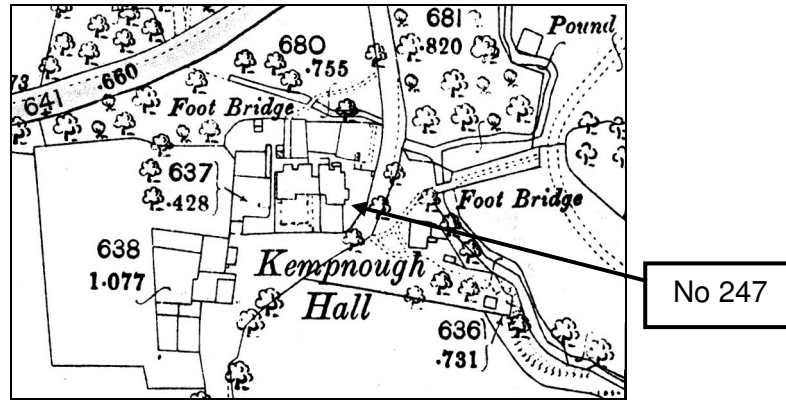 681
.820
Pound
680
.755
73
641
.660
Foot Bridge
637
.428
Foot Bridge
638
1.077
Kempnough
Hall
636
.731
No 247